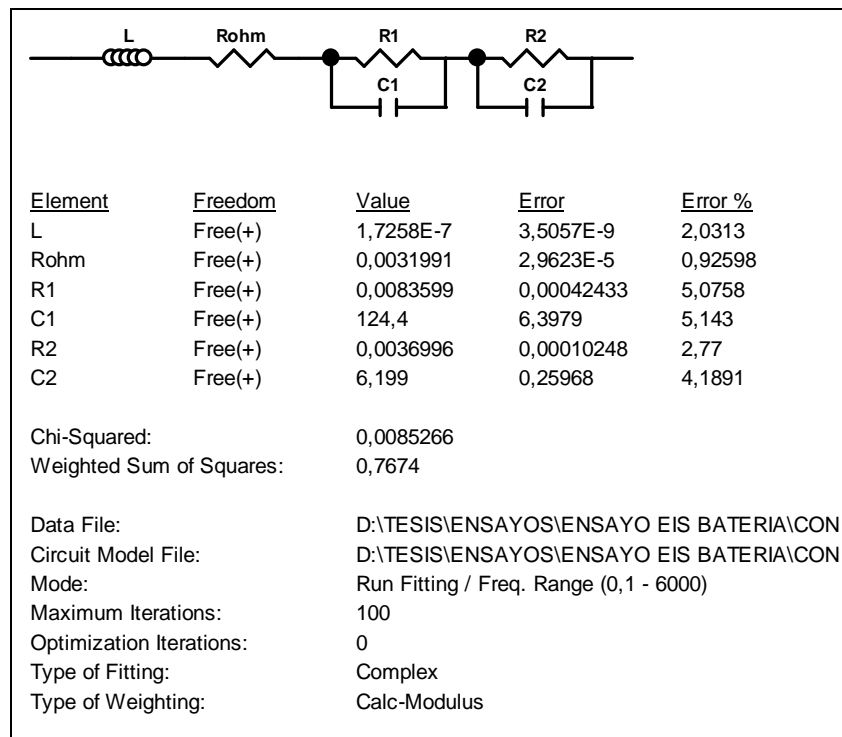 L Rohm R1 R2
C1 C2
Element Freedom Value Error Error %
L Free(+) 1,7258E-7 3,5057E-9 2,0313
Rohm Free(+) 0,0031991 2,9623E-5 0,92598
R1 Free(+) 0,0083599 0,00042433 5,0758
C1 Free(+) 124,4 6,3979 5,143
R2 Free(+) 0,0036996 0,00010248 2,77
C2 Free(+) 6,199 0,25968 4,1891
Chi-Squared: 0,0085266
Weighted Sum of Squares: 0,7674
Data File: D:\TESIS\ENSAYOS\ENSAYO EIS BATERIA\CON
Circuit Model File: D:\TESIS\ENSAYOS\ENSAYO EIS BATERIA\CON
Mode: Run Fitting / Freq. Range (0,1 - 6000)
Maximum Iterations: 100
Optimization Iterations: 0
Type of Fitting: Complex
Type of Weighting: Calc-Modulus